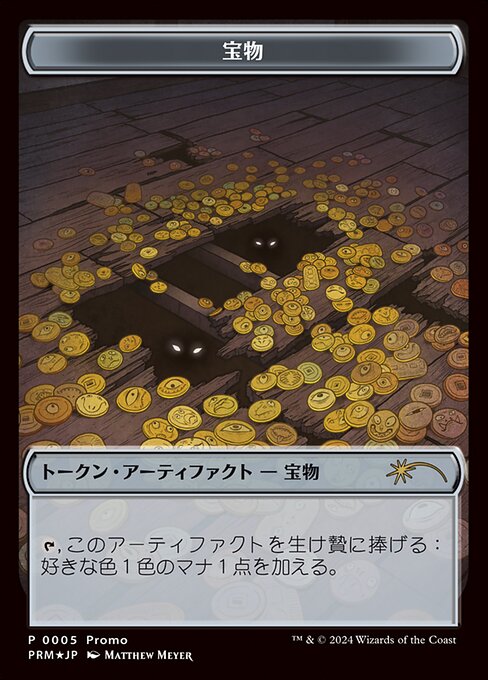 宝物
トークン・アーティファクト — 宝物
,このアーティファクトを生け贄に捧げる：
好きな色１色のマナ１点を加える。
P 0005 Promo
PRM★JP Matthew Meyer
™ & © 2024 Wizards of the Coast